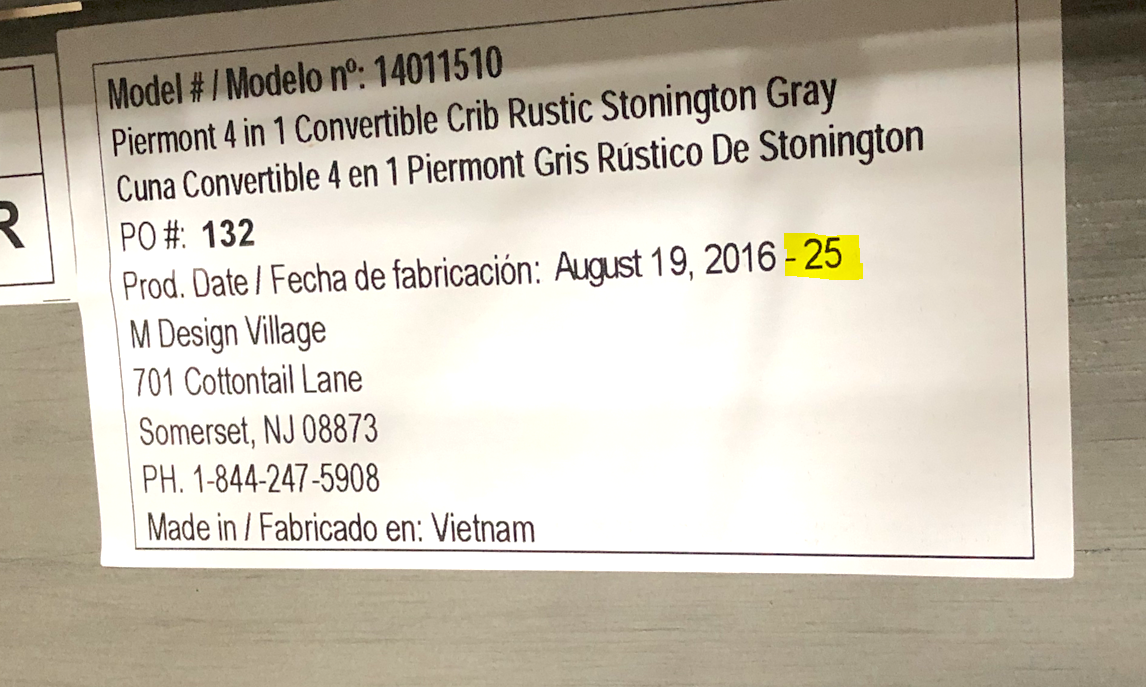 Model # / Modelo nº: 14011510
Piermont 4 in 1 Convertible Crib Rustic Stonington Gray
Cuna Convertible 4 en 1 Piermont Gris Rústico De Stonington
R
PO #: 132
Prod. Date / Fecha de fabricación: August 19, 2016 - 25
M Design Village
701 Cottontail Lane
Somerset, NJ 08873
PH. 1-844-247-5908
Made in / Fabricado en: Vietnam